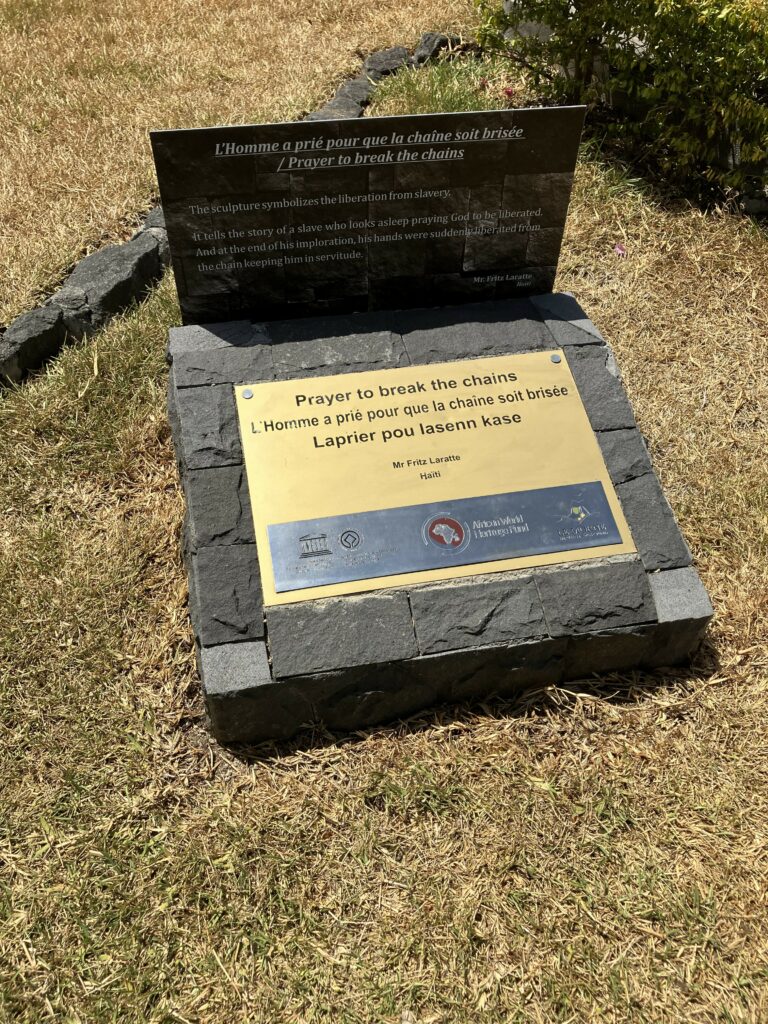 L'Homme a prié pour que la chaîne soit brisée
/ Prayer to break the chains
The sculpture symbolizes the liberation from slavery.
It tells the story of a slave who looks asleep praying God to be liberated.
And at the end of his imploration, his hands were suddenly liberated from
the chain keeping him in servitude.
Mr. Fritz Laratte
Haiti
Prayer to break the chains
L'Homme a prié pour que la chaîne soit brisée
Laprier pou lasenn kase
Mr Fritz Laratte
Haïti
African World
Heritage Fund